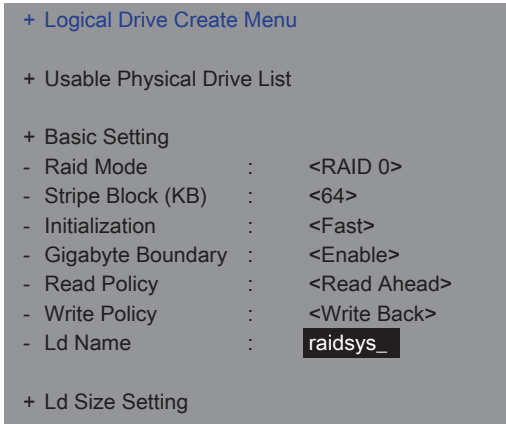 + Logical Drive Create Menu
+ Usable Physical Drive List
+ Basic Setting
- Raid Mode : <RAID 0>
- Stripe Block (KB) : <64>
- Initialization : <Fast>
- Gigabyte Boundary : <Enable>
- Read Policy : <Read Ahead>
- Write Policy : <Write Back>
- Ld Name : raidsys_
+ Ld Size Setting